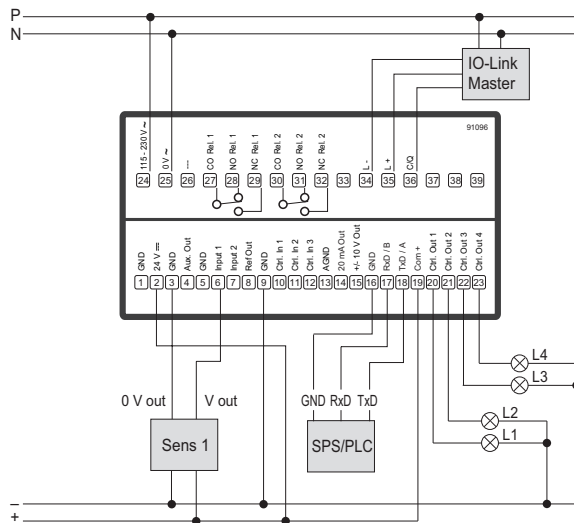 P
N
IO-Link
Master
91096
115 - 230 V ~
0 V ~
---
CO Rel. 1
NO Rel. 1
NC Rel. 1
CO Rel. 2
NO Rel. 2
NC Rel. 2
L -
L +
C/Q
24 25 26 27 28 29 30 31 32 33 34 35 36 37 38 39
GND
24 V ⎓
GND
Aux. Out
GND
Input 1
Input 2
Ref Out
GND
Ctrl. In 1
Ctrl. In 2
Ctrl. In 3
AGND
20 mA Out
+/- 10 V Out
GND
RxD / B
TxD / A
Com +
Ctrl. Out 1
Ctrl. Out 2
Ctrl. Out 3
Ctrl. Out 4
1 2 3 4 5 6 7 8 9 10 11 12 13 14 15 16 17 18 19 20 21 22 23
L4
L3
0 V out V out
GND RxD TxD
L2
L1
Sens 1
SPS/PLC
–
+